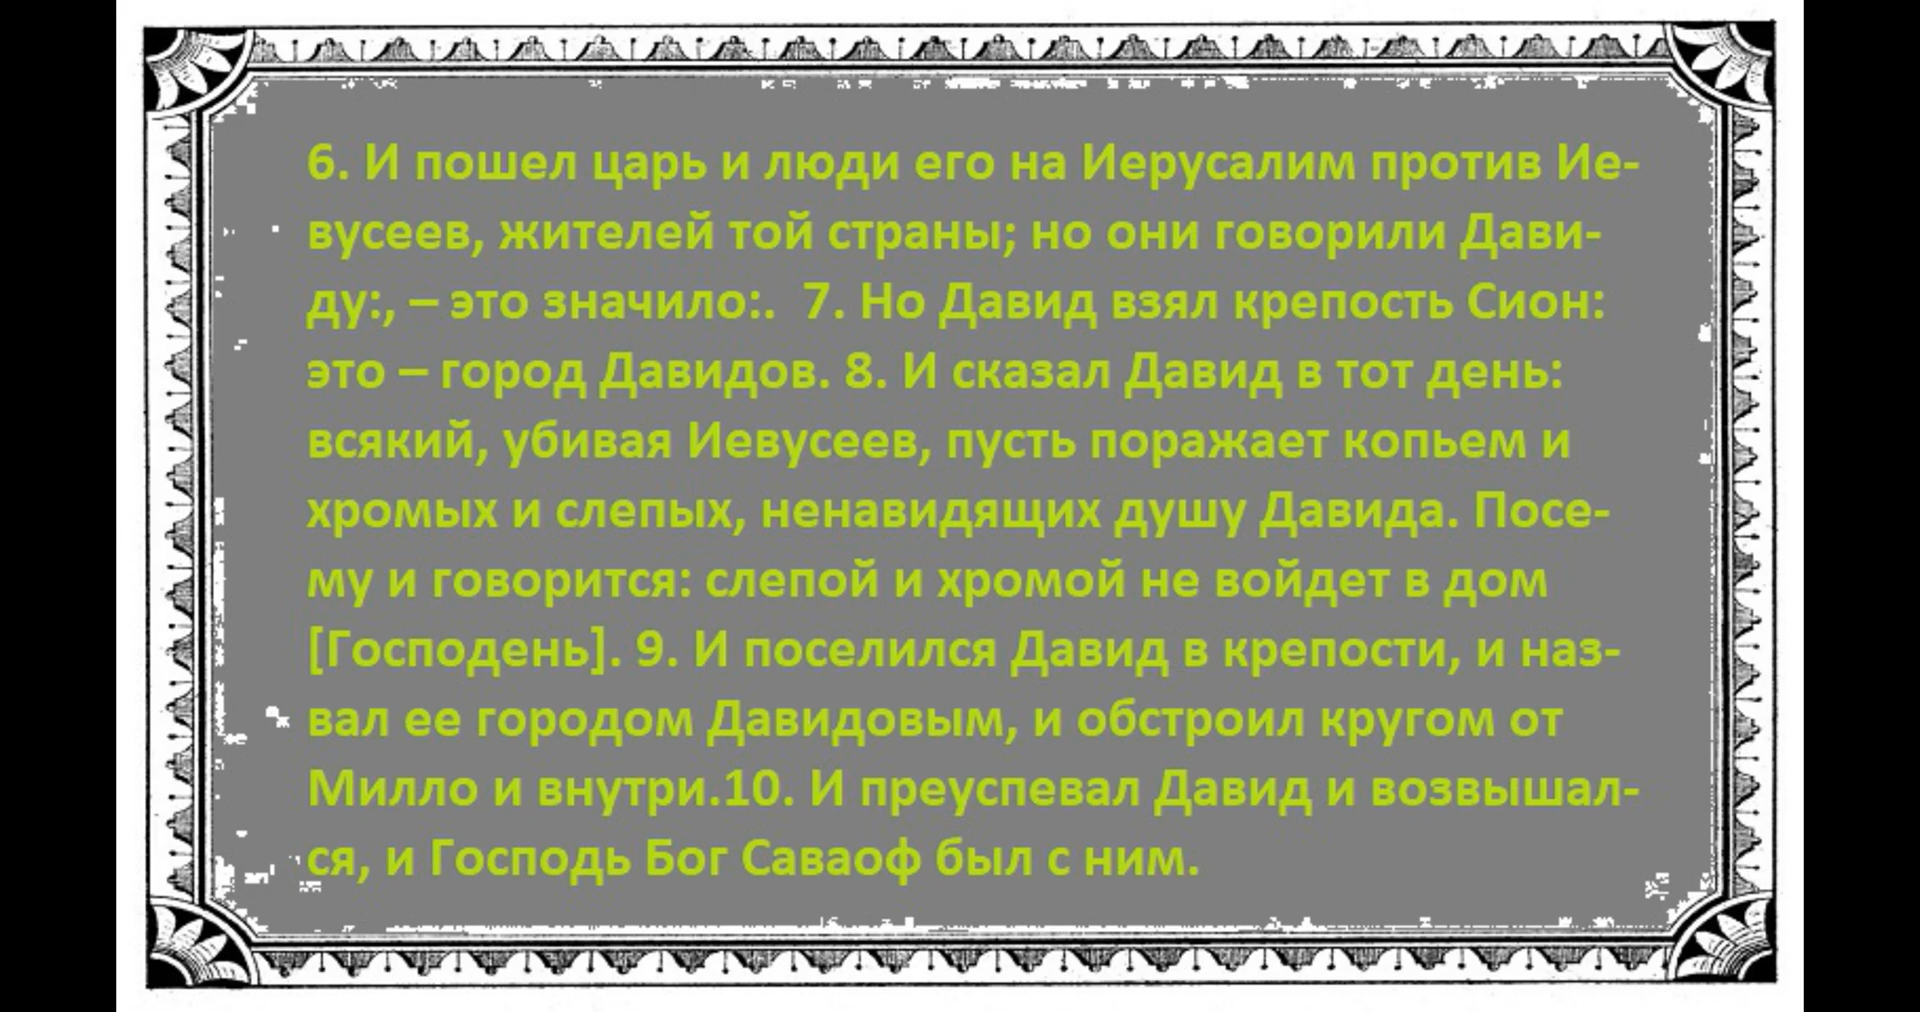 6. И пошел царь и люди его на Иерусалим против Ие-
вусеев, жителей той страны; но они говорили Дави-
ду:, – это значило:.  7. Но Давид взял крепость Сион:
это – город Давидов. 8. И сказал Давид в тот день:
всякий, убивая Иевусеев, пусть поражает копьем и
хромых и слепых, ненавидящих душу Давида. Посе-
му и говорится: слепой и хромой не войдет в дом
[Господень]. 9. И поселился Давид в крепости, и наз-
вал ее городом Давидовым, и обстроил кругом от
Милло и внутри.10. И преуспевал Давид и возвышал-
ся, и Господь Бог Саваоф был с ним.